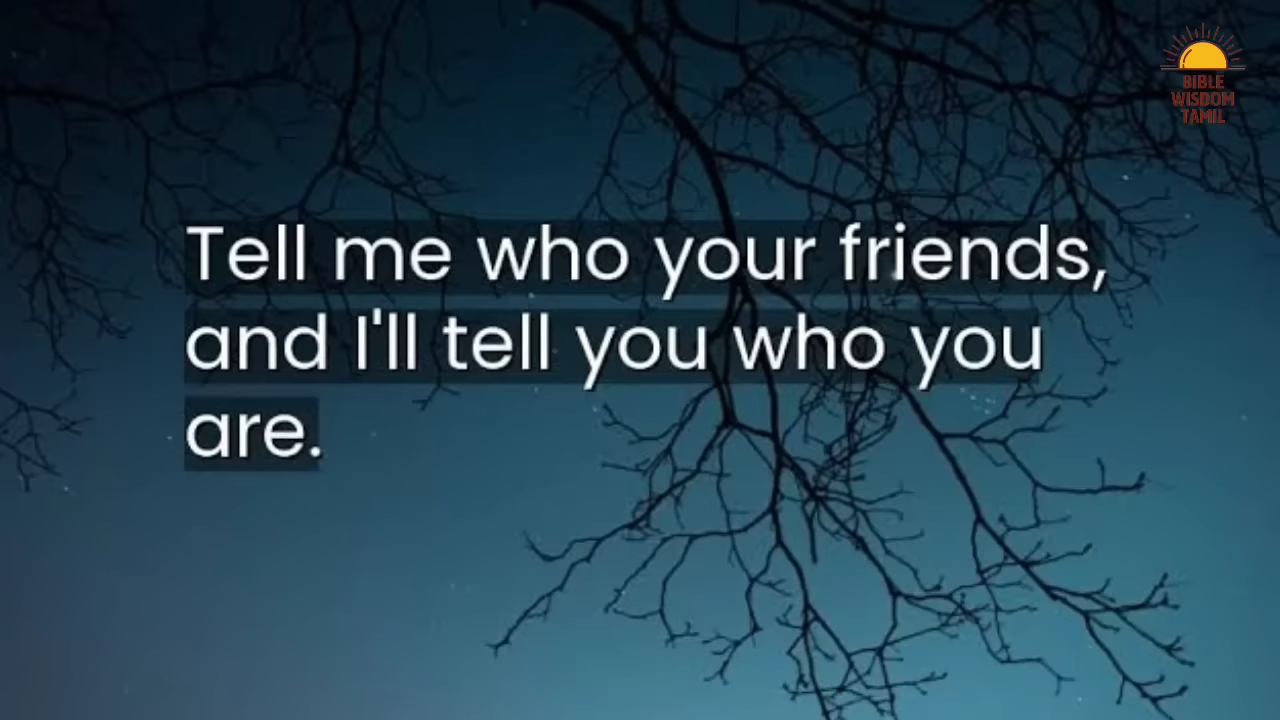 BIBLE
WISDOM
TAMIL
Tell me who your friends,
and I'll tell you who you
are.